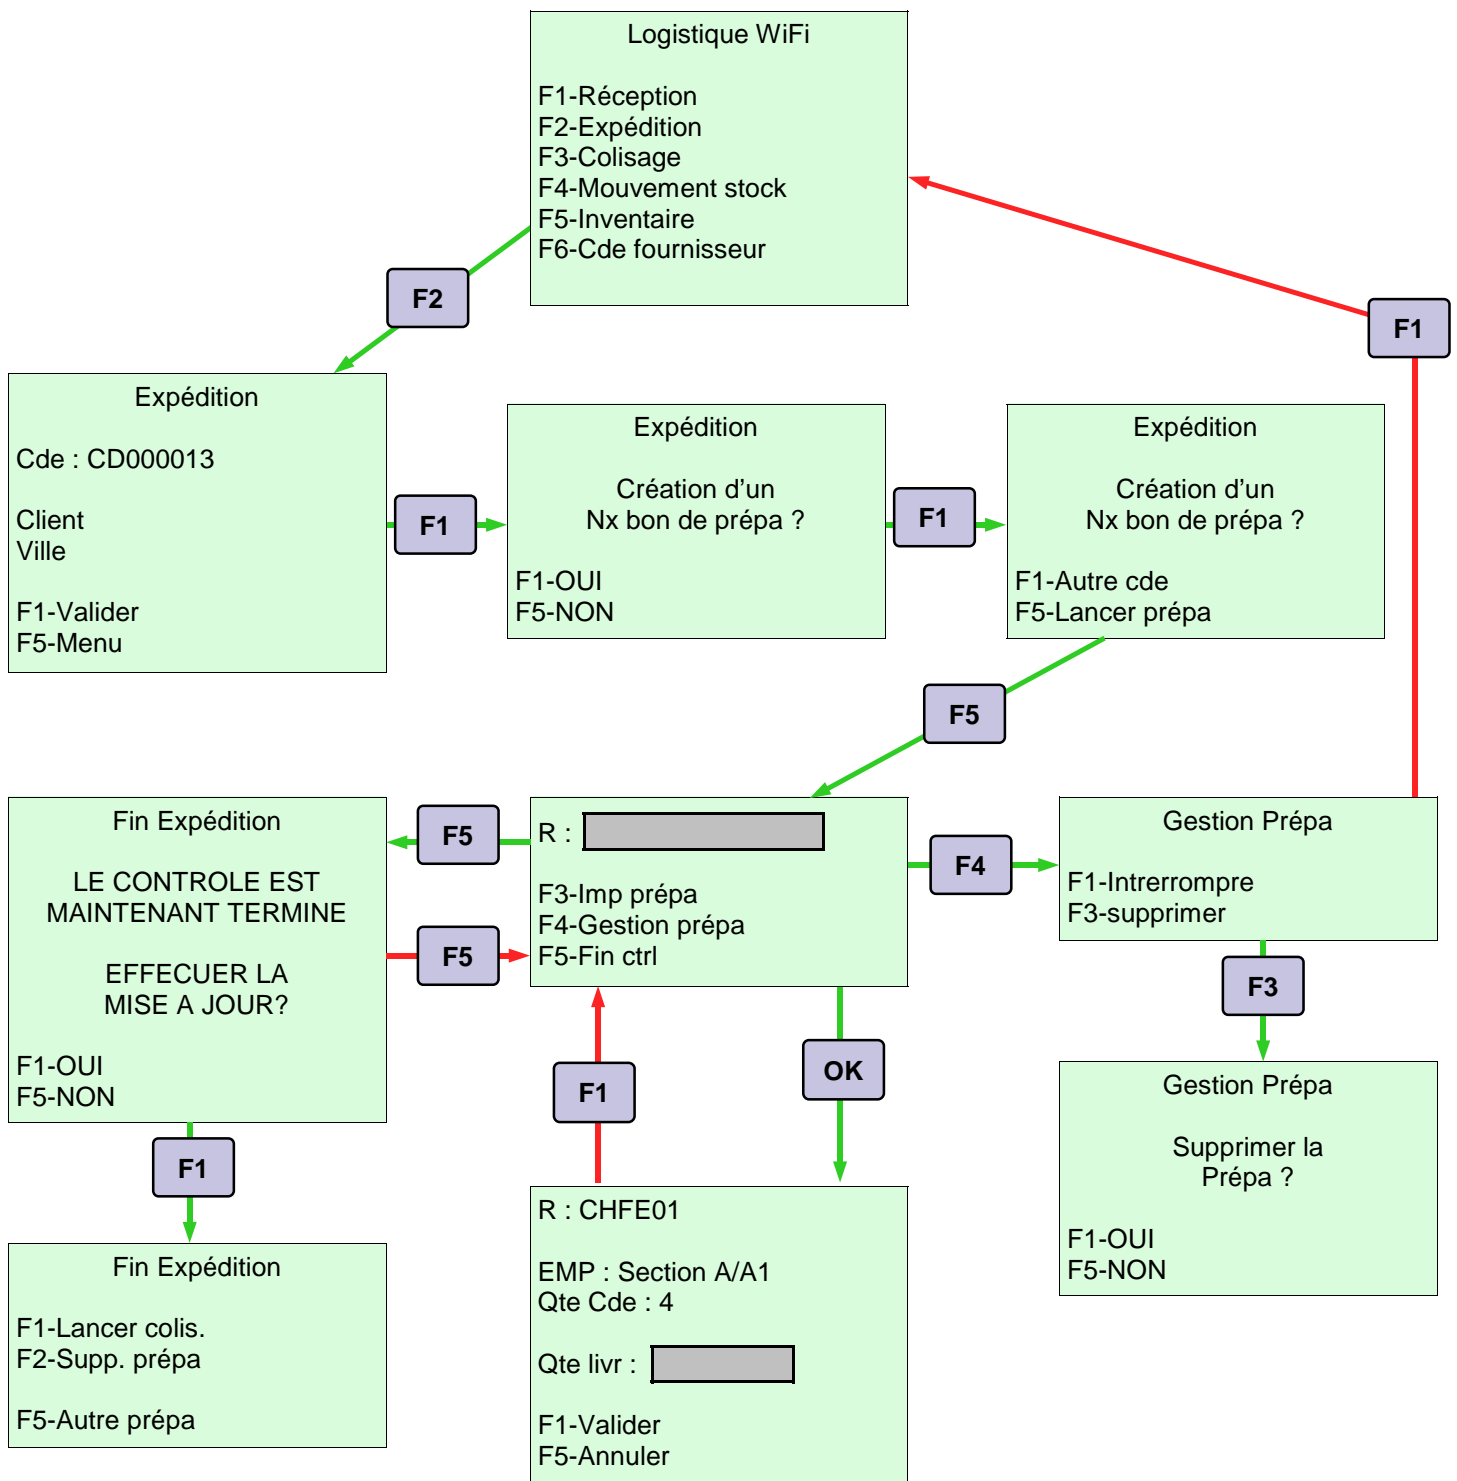 Logistique WiFi
F1-Réception
F2-Expédition
F3-Colisage
F4-Mouvement stock
F5-Inventaire
F6-Cde fournisseur
F2
F1
Expédition
Cde : CD000013
Client
Ville
F1-Valider
F5-Menu
F1
Expédition
Création d'un
Nx bon de prépa ?
F1-OUI
F5-NON
F1
Expédition
Création d'un
Nx bon de prépa ?
F1-Autre cde
F5-Lancer prépa
F5
Fin Expédition
LE CONTROLE EST
MAINTENANT TERMINE
EFFECUER LA
MISE A JOUR?
F1-OUI
F5-NON
F5
F5
R :
F3-Imp prépa
F4-Gestion prépa
F5-Fin ctrl
F4
Gestion Prépa
F1-Intrerrompre
F3-supprimer
F3
F1
OK
Gestion Prépa
Supprimer la
Prépa ?
F1-OUI
F5-NON
F1
Fin Expédition
F1-Lancer colis.
F2-Supp. prépa
F5-Autre prépa
R : CHFE01
EMP : Section A/A1
Qte Cde : 4
Qte livr :
F1-Valider
F5-Annuler